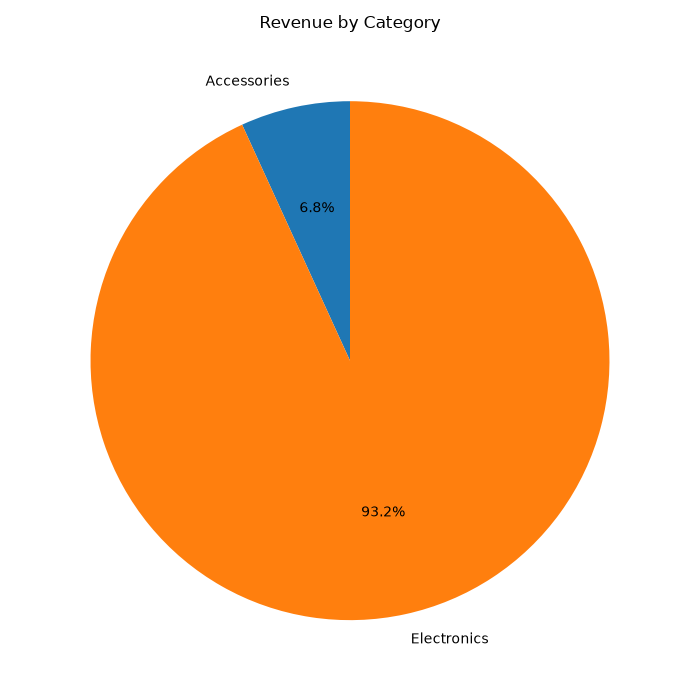 Revenue by Category
Accessories
6.8%
93.2%
Electronics